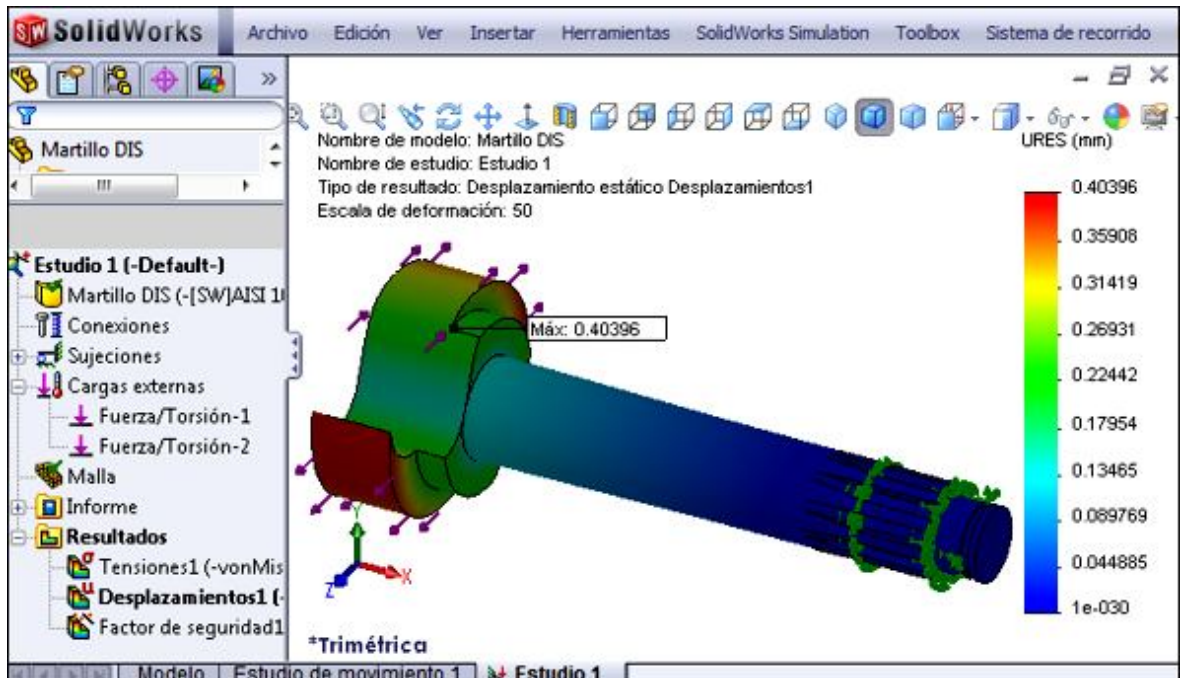 SolidWorks Archivo Edición Ver Insertar Herramientas SolidWorks Simulation Toolbox Sistema de recorrido
Martillo DIS
Estudio 1 (-Default-)
Martillo DIS (-[SW]AISI 1
Conexiones
Sujeciones
Cargas externas
Fuerza/Torsión-1
Fuerza/Torsión-2
Malla
Informe
Resultados
Tensiones1 (-vonMis
Desplazamientos1 (-
Factor de seguridad1
Nombre de modelo: Martillo DIS
Nombre de estudio: Estudio 1
Tipo de resultado: Desplazamiento estático Desplazamientos1
Escala de deformación: 50
Máx: 0.40396
URES (mm)
0.40396
0.35908
0.31419
0.26931
0.22442
0.17954
0.13465
0.089769
0.044885
1e-030
Y
X
Z
*Trimétrica
Modelo Estudio de movimiento 1 Estudio 1